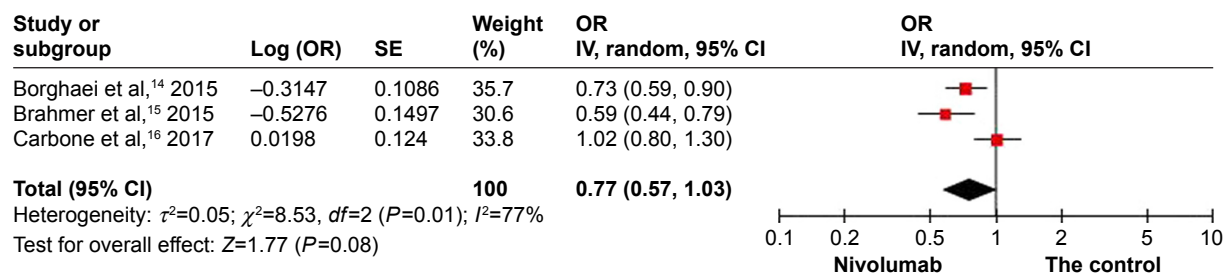 Study or Weight OR OR
subgroup Log (OR) SE (%) IV, random, 95% CI IV, random, 95% CI
Borghaei et al,¹⁴ 2015 –0.3147 0.1086 35.7 0.73 (0.59, 0.90)
Brahmer et al,¹⁵ 2015 –0.5276 0.1497 30.6 0.59 (0.44, 0.79)
Carbone et al,¹⁶ 2017 0.0198 0.124 33.8 1.02 (0.80, 1.30)
Total (95% CI) 100 0.77 (0.57, 1.03)
Heterogeneity: τ²=0.05; χ²=8.53, df=2 (P=0.01); I²=77%
Test for overall effect: Z=1.77 (P=0.08)
0.1 0.2 0.5 1 2 5 10
Nivolumab The control